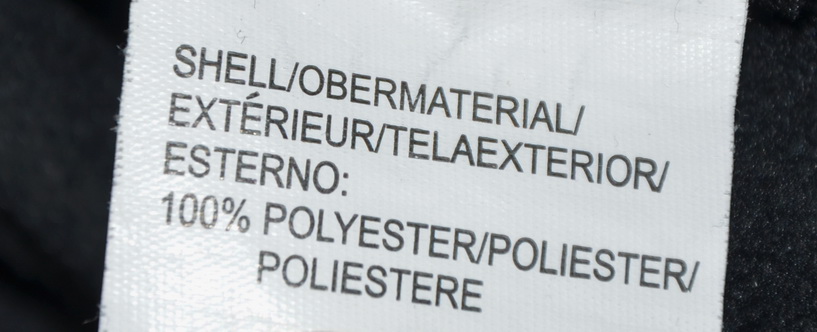 SHELL/OBERMATERIAL/
EXTÉRIEUR/TELAEXTERIOR/
ESTERNO:
100% POLYESTER/POLIESTER/
POLIESTERE